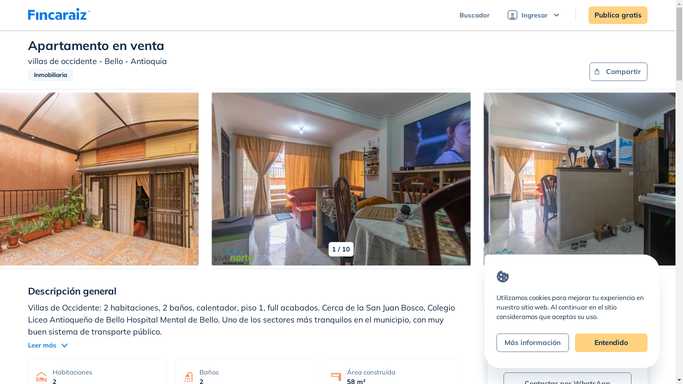 Fincaraiz
Buscador
Ingresar
Publica gratis
Apartamento en venta
villas de occidente - Bello - Antioquia
Inmobiliaria
Compartir
norte
1 / 10
Descripción general
Villas de Occidente: 2 habitaciones, 2 baños, calentador, piso 1, full acabados. Cerca de la San Juan Bosco, Colegio
Liceo Antioqueño de Bello Hospital Mental de Bello. Uno de los sectores más tranquilos en el municipio, con muy
buen sistema de transporte público.
Leer más
Habitaciones
2
Baños
2
Área construida
58 m²
Utilizamos cookies para mejorar tu experiencia en
nuestro sitio web. Al continuar en el sitio
consideramos que aceptas su uso.
Más información
Entendido
Contactar por WhatsApp